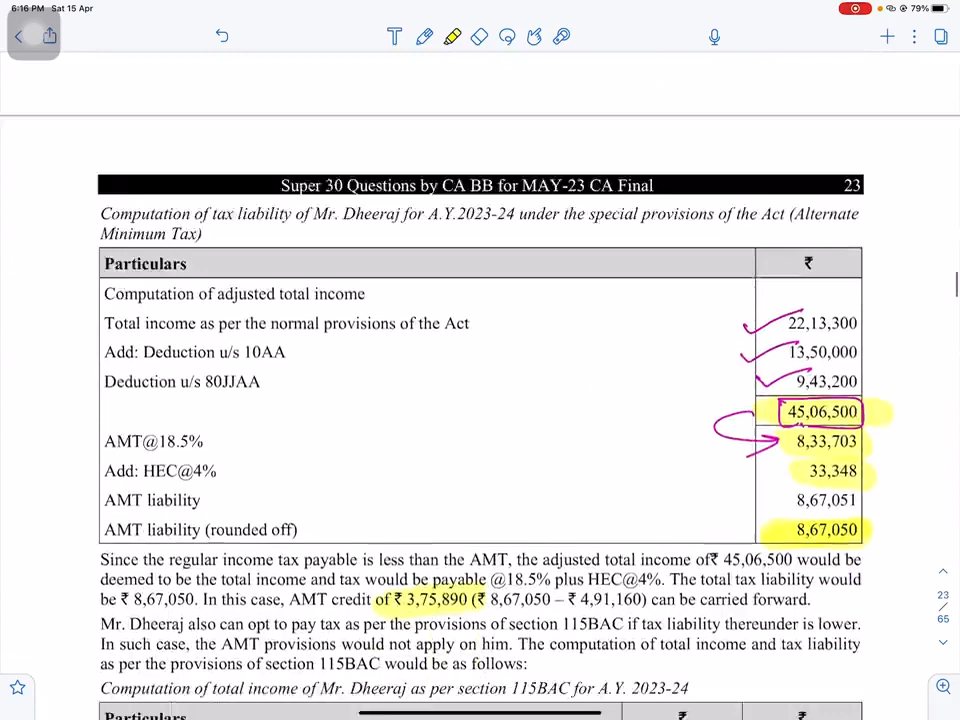 6:16 PM Sat 15 Apr
79%
Super 30 Questions by CA BB for MAY-23 CA Final 23
Computation of tax liability of Mr. Dheeraj for A.Y.2023-24 under the special provisions of the Act (Alternate
Minimum Tax)
Particulars ₹
Computation of adjusted total income
Total income as per the normal provisions of the Act 22,13,300
Add: Deduction u/s 10AA 13,50,000
Deduction u/s 80JJAA 9,43,200
45,06,500
AMT@18.5% 8,33,703
Add: HEC@4% 33,348
AMT liability 8,67,051
AMT liability (rounded off) 8,67,050
Since the regular income tax payable is less than the AMT, the adjusted total income of₹ 45,06,500 would be
deemed to be the total income and tax would be payable @18.5% plus HEC@4%. The total tax liability would
be ₹ 8,67,050. In this case, AMT credit of ₹ 3,75,890 (₹ 8,67,050 – ₹ 4,91,160) can be carried forward.
Mr. Dheeraj also can opt to pay tax as per the provisions of section 115BAC if tax liability thereunder is lower.
In such case, the AMT provisions would not apply on him. The computation of total income and tax liability
as per the provisions of section 115BAC would be as follows:
Computation of total income of Mr. Dheeraj as per section 115BAC for A.Y. 2023-24
Particulars ₹ ₹
23
/
65